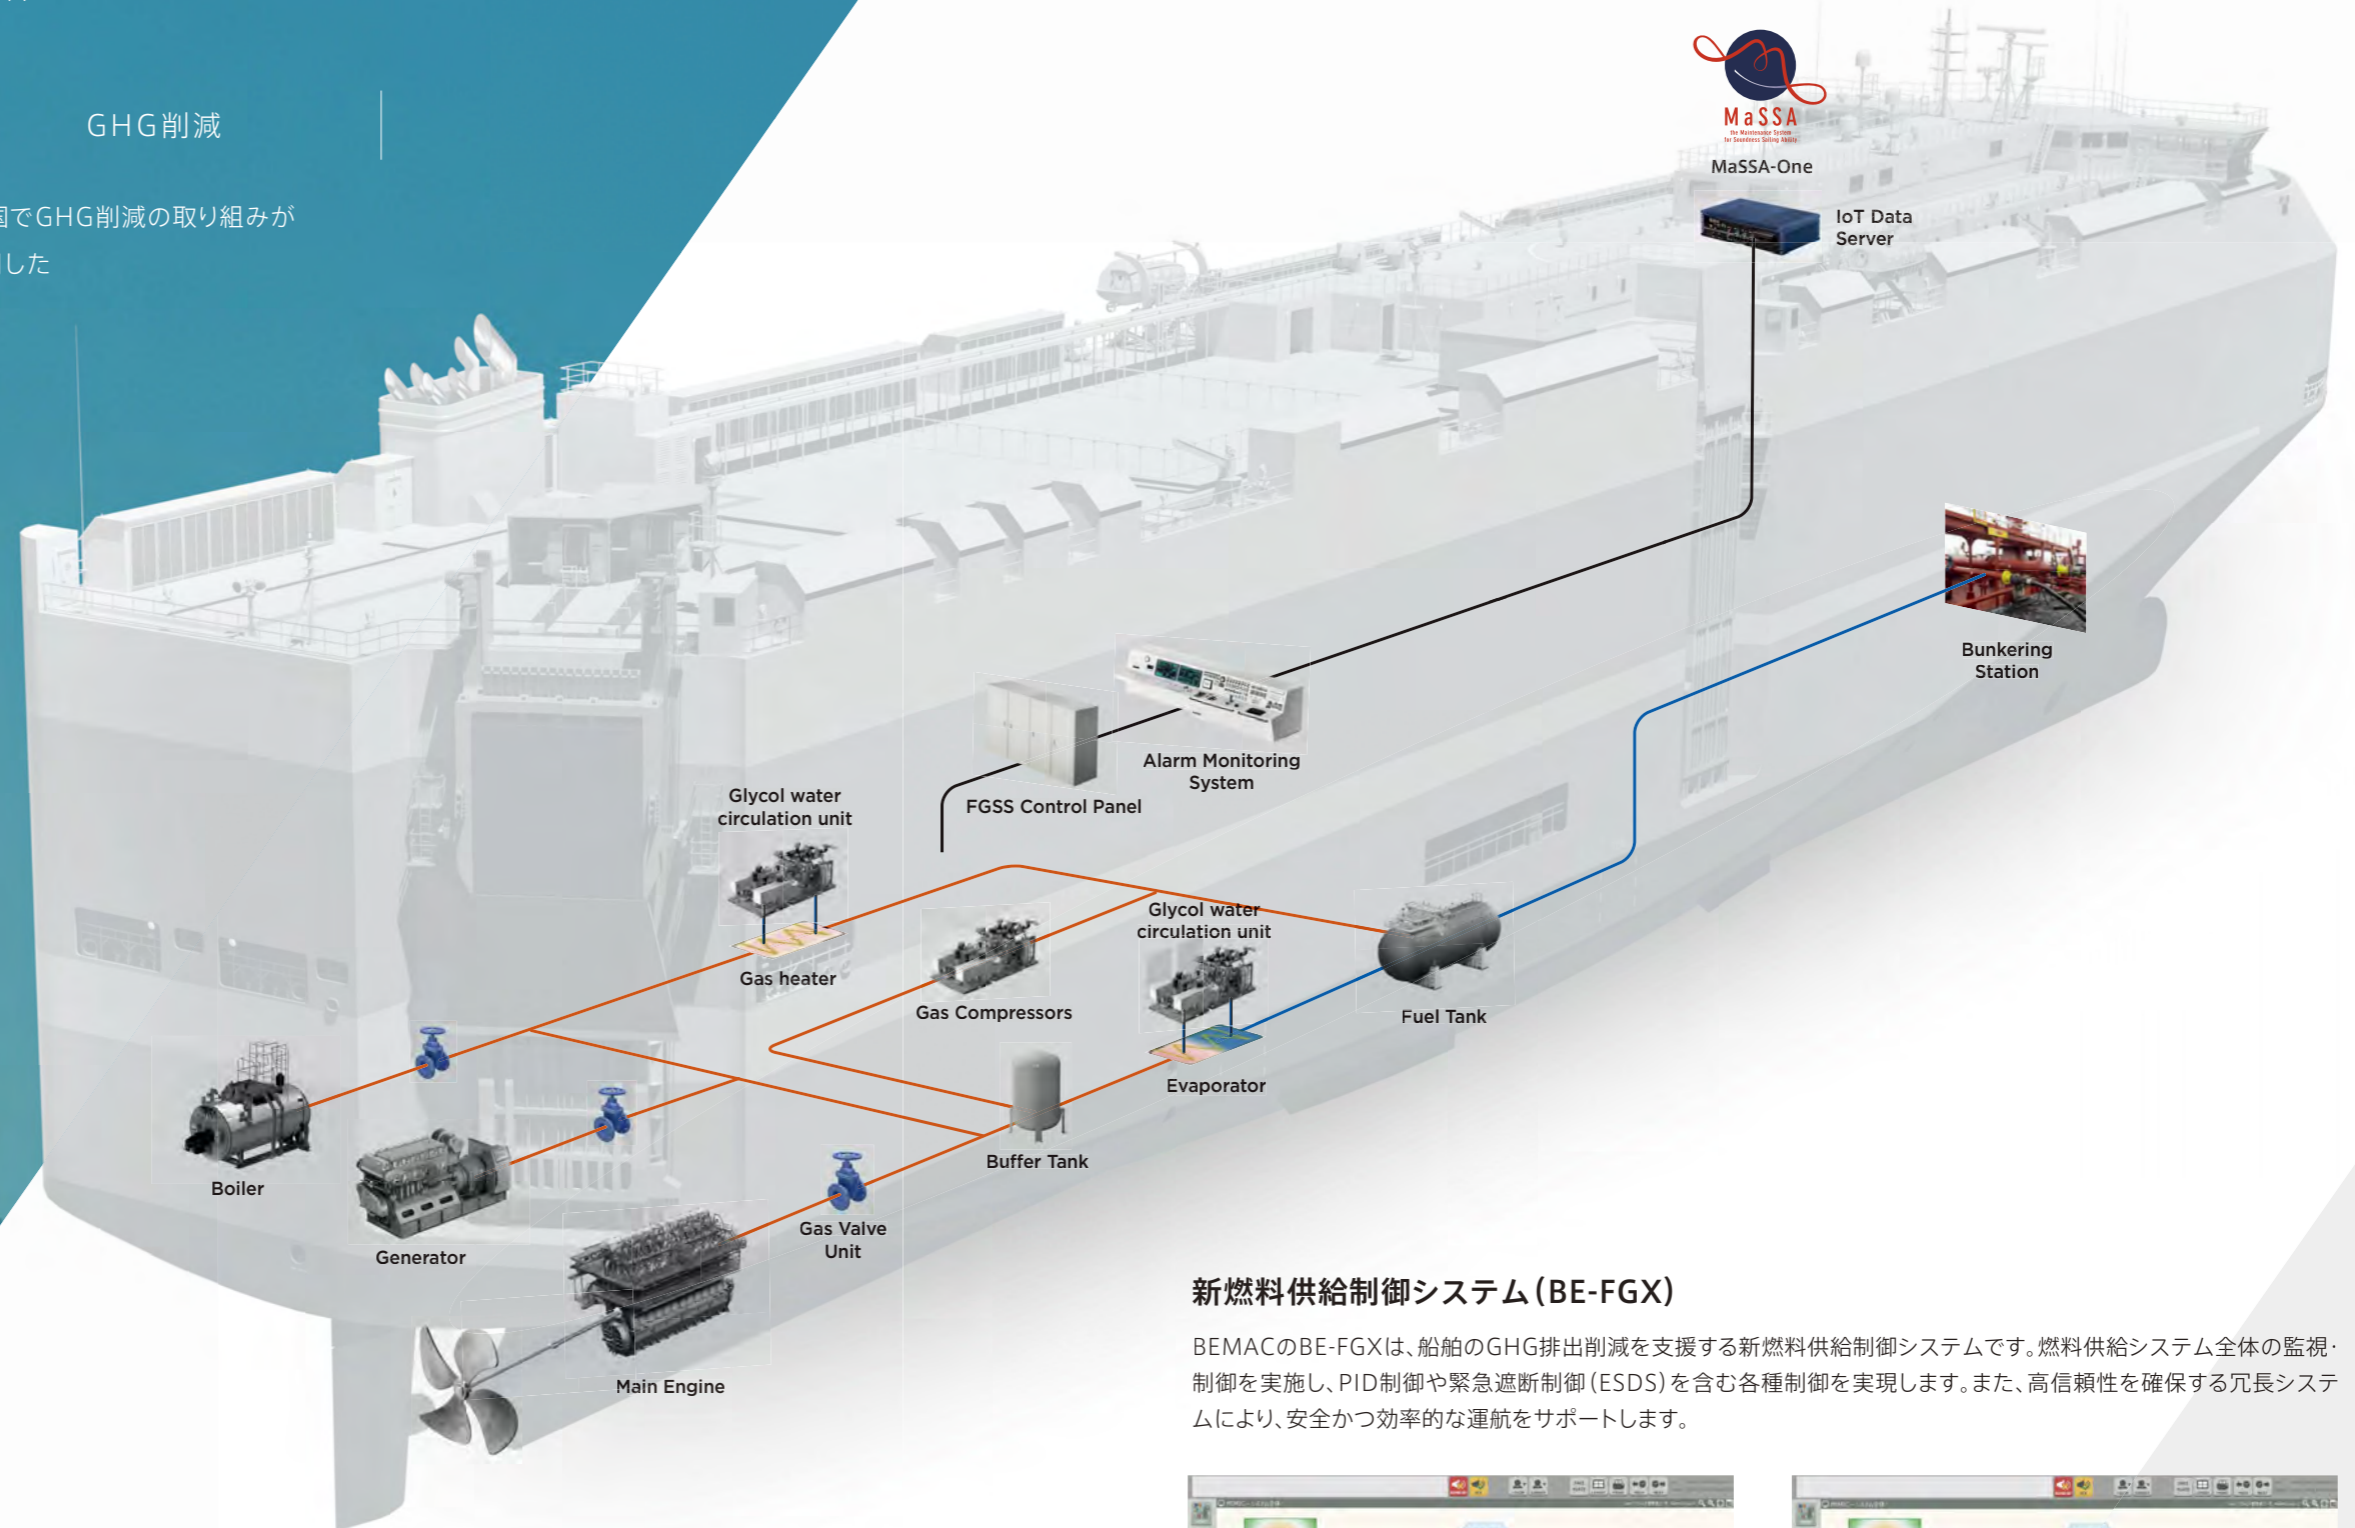 GHG削減
国でGHG削減の取り組みが
した
MaSSA
the Maintenance System
for Soundness Sailing Ability
MaSSA-One
IoT Data
Server
Bunkering
Station
Alarm Monitoring
System
FGSS Control Panel
Glycol water
circulation unit
Gas heater
Gas Compressors
Glycol water
circulation unit
Evaporator
Fuel Tank
Buffer Tank
Boiler
Generator
Gas Valve
Unit
Main Engine
新燃料供給制御システム(BE-FGX)
BEMACのBE-FGXは、船舶のGHG排出削減を支援する新燃料供給制御システムです。燃料供給システム全体の監視・
制御を実施し、PID制御や緊急遮断制御(ESDS)を含む各種制御を実現します。また、高信頼性を確保する冗長システ
ムにより、安全かつ効率的な運航をサポートします。